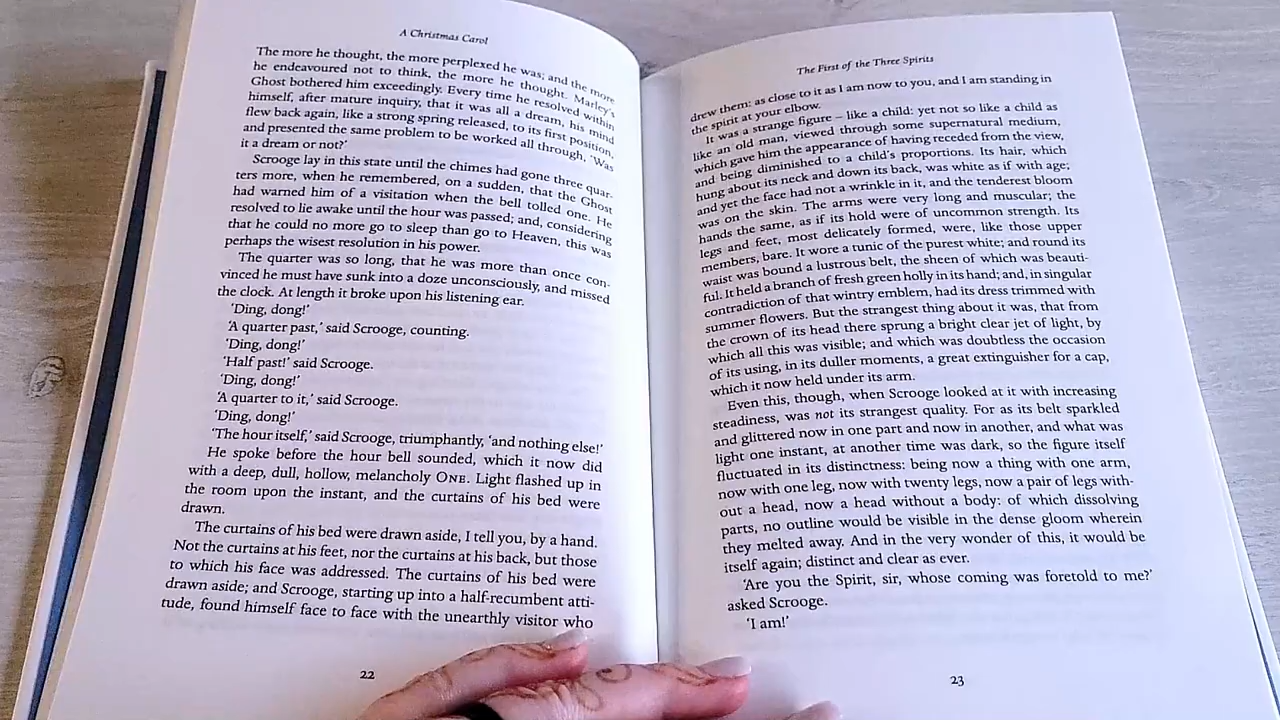 A Christmas Carol
The more he thought, the more perplexed he was; and the more
he endeavoured not to think, the more he thought. Marley's
Ghost bothered him exceedingly. Every time he resolved within
himself, after mature inquiry, that it was all a dream, his mind
flew back again, like a strong spring released, to its first position,
and presented the same problem to be worked all through, 'Was
it a dream or not?'
Scrooge lay in this state until the chimes had gone three quar-
ters more, when he remembered, on a sudden, that the Ghost
had warned him of a visitation when the bell tolled one. He
resolved to lie awake until the hour was passed; and, considering
that he could no more go to sleep than go to Heaven, this was
perhaps the wisest resolution in his power.
The quarter was so long, that he was more than once con-
vinced he must have sunk into a doze unconsciously, and missed
the clock. At length it broke upon his listening ear.
'Ding, dong!'
'A quarter past,' said Scrooge, counting.
'Ding, dong!'
'Half past!' said Scrooge.
'Ding, dong!'
'A quarter to it,' said Scrooge.
'Ding, dong!'
'The hour itself,' said Scrooge, triumphantly, 'and nothing else!'
He spoke before the hour bell sounded, which it now did
with a deep, dull, hollow, melancholy ONE. Light flashed up in
the room upon the instant, and the curtains of his bed were
drawn.
The curtains of his bed were drawn aside, I tell you, by a hand.
Not the curtains at his feet, nor the curtains at his back, but those
to which his face was addressed. The curtains of his bed were
drawn aside; and Scrooge, starting up into a half-recumbent atti-
tude, found himself face to face with the unearthly visitor who
22
The First of the Three Spirits
drew them: as close to it as I am now to you, and I am standing in
the spirit at your elbow.
It was a strange figure – like a child: yet not so like a child as
like an old man, viewed through some supernatural medium,
which gave him the appearance of having receded from the view,
and being diminished to a child's proportions. Its hair, which
hung about its neck and down its back, was white as if with age;
and yet the face had not a wrinkle in it, and the tenderest bloom
was on the skin. The arms were very long and muscular; the
hands the same, as if its hold were of uncommon strength. Its
legs and feet, most delicately formed, were, like those upper
members, bare. It wore a tunic of the purest white; and round its
waist was bound a lustrous belt, the sheen of which was beauti-
ful. It held a branch of fresh green holly in its hand; and, in singular
contradiction of that wintry emblem, had its dress trimmed with
summer flowers. But the strangest thing about it was, that from
the crown of its head there sprung a bright clear jet of light, by
which all this was visible; and which was doubtless the occasion
of its using, in its duller moments, a great extinguisher for a cap,
which it now held under its arm.
Even this, though, when Scrooge looked at it with increasing
steadiness, was not its strangest quality. For as its belt sparkled
and glittered now in one part and now in another, and what was
light one instant, at another time was dark, so the figure itself
fluctuated in its distinctness: being now a thing with one arm,
now with one leg, now with twenty legs, now a pair of legs with-
out a head, now a head without a body: of which dissolving
parts, no outline would be visible in the dense gloom wherein
they melted away. And in the very wonder of this, it would be
itself again; distinct and clear as ever.
'Are you the Spirit, sir, whose coming was foretold to me?'
asked Scrooge.
'I am!'
23